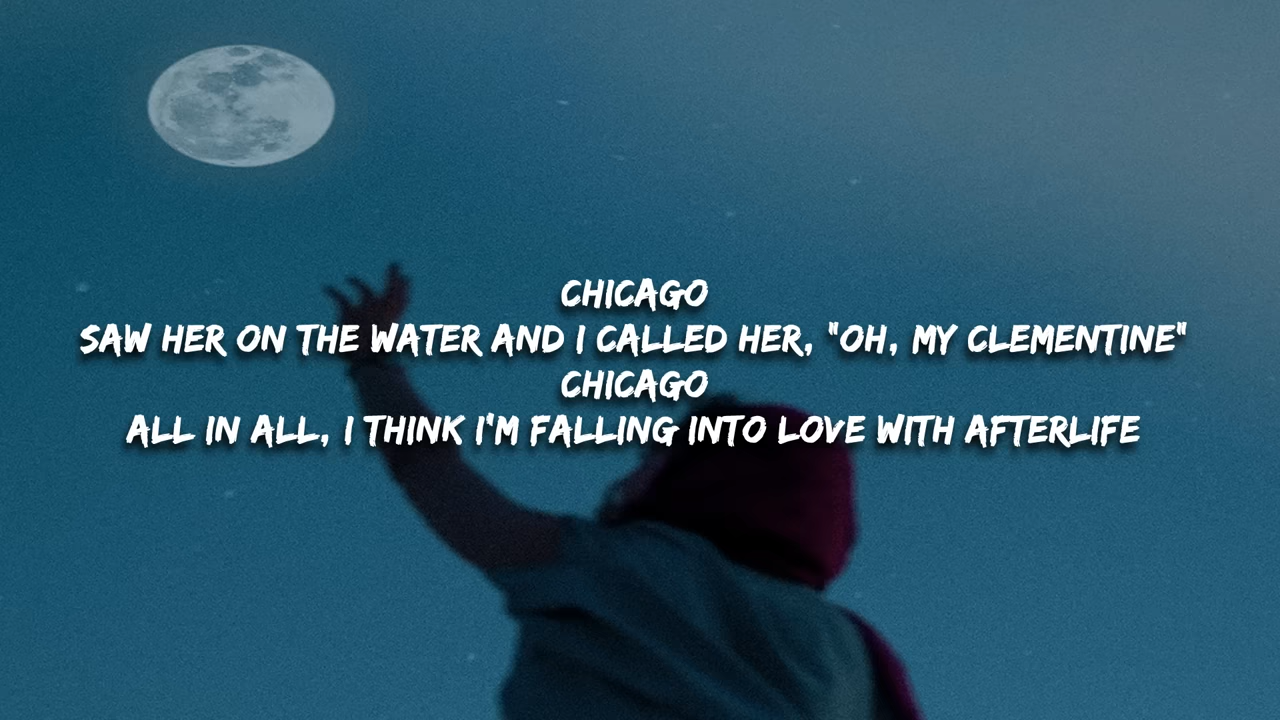 CHICAGO
SAW HER ON THE WATER AND I CALLED HER, "OH, MY CLEMENTINE"
CHICAGO
ALL IN ALL, I THINK I'M FALLING INTO LOVE WITH AFTERLIFE